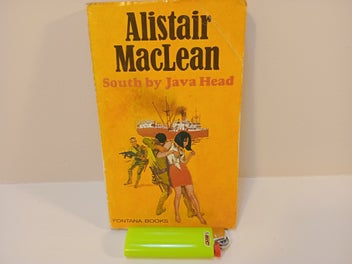 Alistair
MacLean
South by Java Head
FONTANA BOOKS
BIC